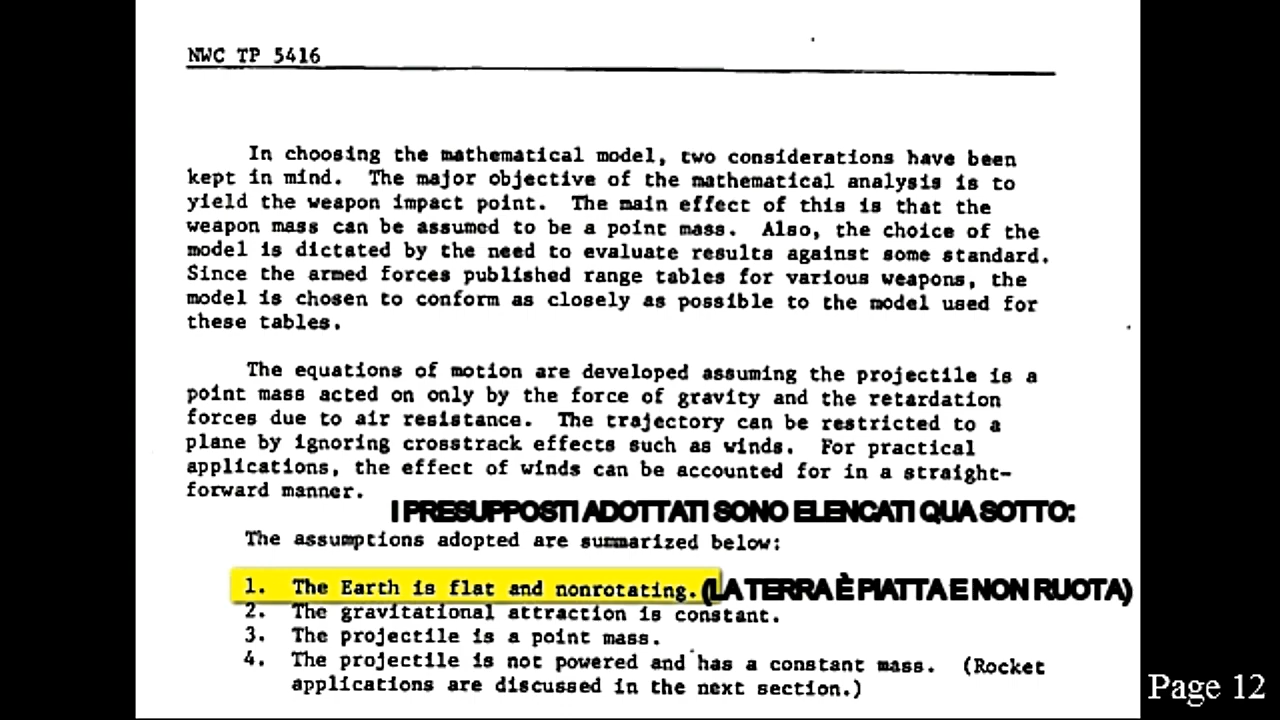 NWC TP 5416
In choosing the mathematical model, two considerations have been
kept in mind. The major objective of the mathematical analysis is to
yield the weapon impact point. The main effect of this is that the
weapon mass can be assumed to be a point mass. Also, the choice of the
model is dictated by the need to evaluate results against some standard.
Since the armed forces published range tables for various weapons, the
model is chosen to conform as closely as possible to the model used for
these tables.
The equations of motion are developed assuming the projectile is a
point mass acted on only by the force of gravity and the retardation
forces due to air resistance. The trajectory can be restricted to a
plane by ignoring crosstrack effects such as winds. For practical
applications, the effect of winds can be accounted for in a straight-
forward manner.
I PRESUPPOSTI ADOTTATI SONO ELENCATI QUA SOTTO:
The assumptions adopted are summarized below:
1. The Earth is flat and nonrotating. (LA TERRA È PIATTA E NON RUOTA)
2. The gravitational attraction is constant.
3. The projectile is a point mass.
4. The projectile is not powered and has a constant mass. (Rocket
applications are discussed in the next section.)
Page 12